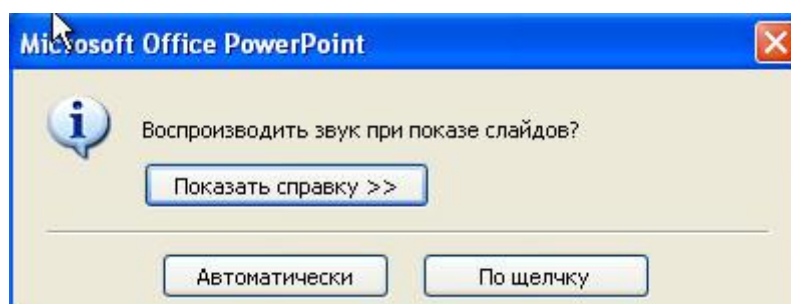 Microsoft Office PowerPoint
Воспроизводить звук при показе слайдов?
Показать справку >>
Автоматически По щелчку